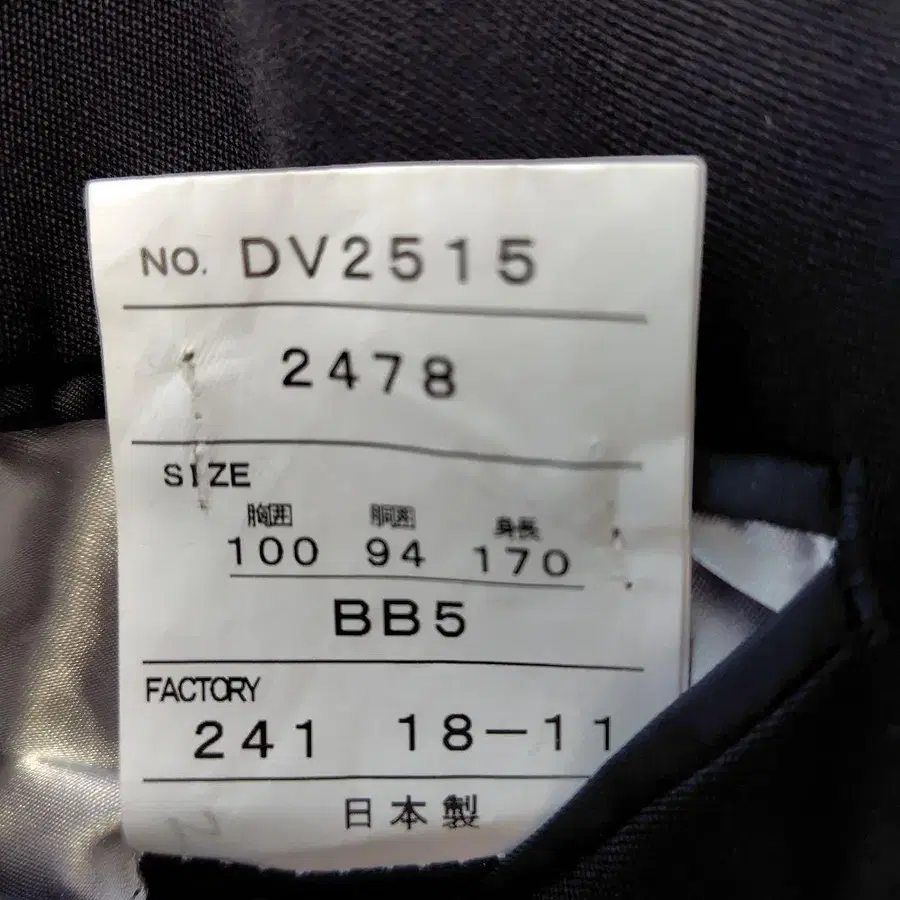 NO. DV2515
2478
SIZE
胸囲 胴囲 身長
100 94 170
BB5
FACTORY
241 18-11
日本製